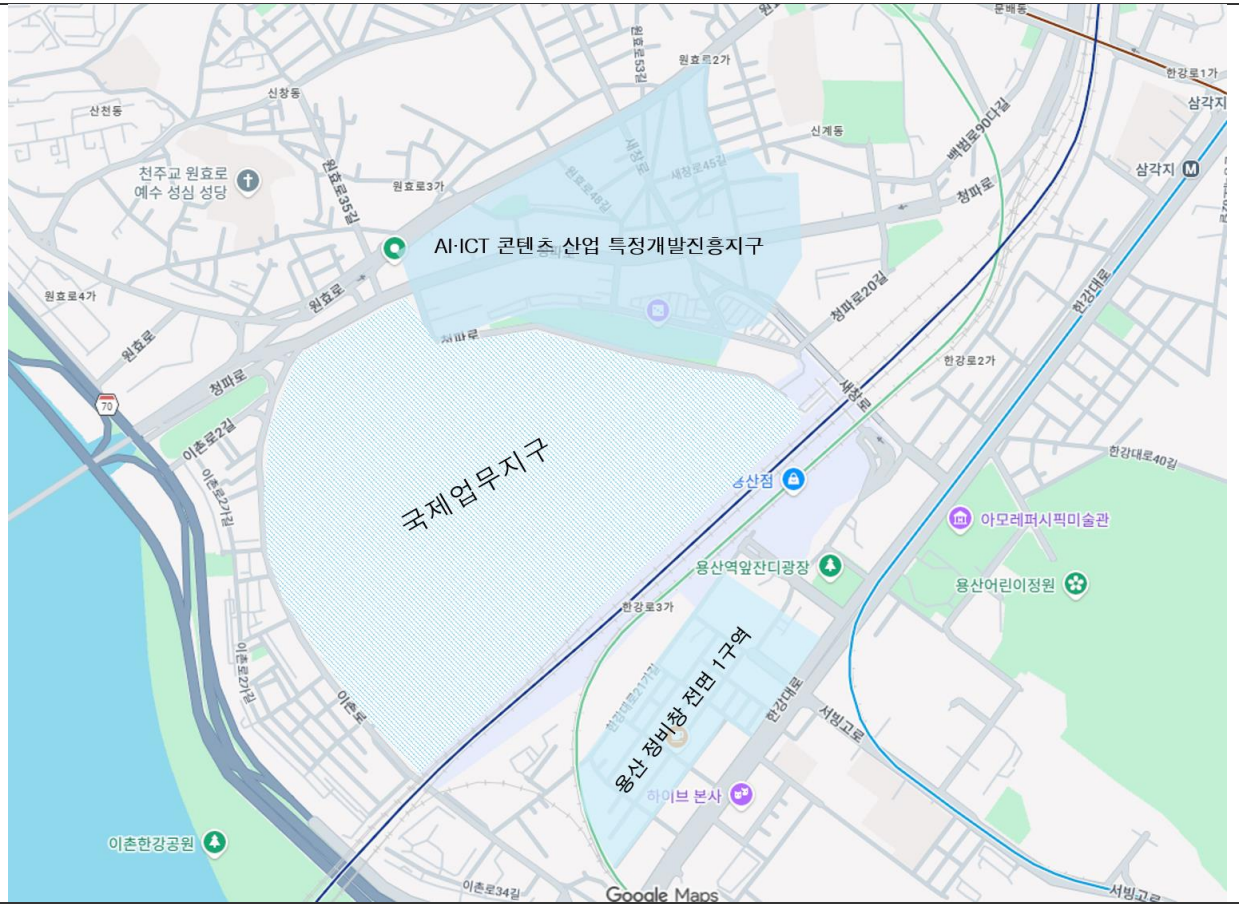 문배동
원효로53길
원효로2가
한강로1가
신창동
산천동
삼각지
신계동
백범로90다길
새창로
새창로45길
천주교 원효로
예수 성심 성당
원효로35길
원효로3가
원효로48길
삼각지
M
청파로
AI·ICT 콘텐츠 산업 특정개발진흥지구
청파로
원효로4가
원효로
청파로20길
한강대로
원효로
청파로
한강로2가
청파로
새창로
70
이촌로2길
한강대로40길
국제업무지구
용산점
이촌로2가길
아모레퍼시픽미술관
용산역앞잔디광장
용산어린이정원
한강로3가
이촌로2가길
한강대로21가길
용산 정비창 전면 1구역
이촌로
한강대로
서빙고로
하이브 본사
이촌한강공원
이촌로34길
Google Maps
서빙고로